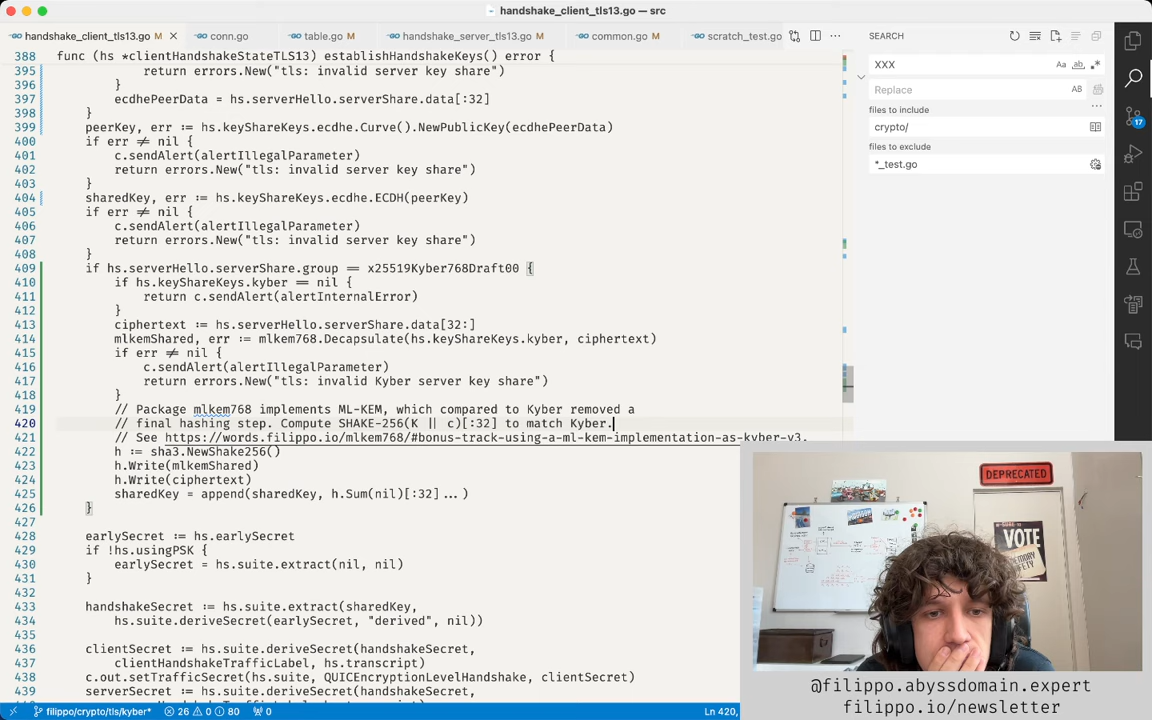 handshake_client_tls13.go — src
handshake_client_tls13.go M
conn.go
table.go M
handshake_server_tls13.go M
common.go M
scratch_test.go
SEARCH
388 func (hs *clientHandshakeStateTLS13) establishHandshakeKeys() error {
395 return errors.New("tls: invalid server key share")
396 }
397 ecdhePeerData = hs.serverHello.serverShare.data[:32]
398 }
399 peerKey, err := hs.keyShareKeys.ecdhe.Curve().NewPublicKey(ecdhePeerData)
400 if err ≠ nil {
401 c.sendAlert(alertIllegalParameter)
402 return errors.New("tls: invalid server key share")
403 }
404 sharedKey, err := hs.keyShareKeys.ecdhe.ECDH(peerKey)
405 if err ≠ nil {
406 c.sendAlert(alertIllegalParameter)
407 return errors.New("tls: invalid server key share")
408 }
409 if hs.serverHello.serverShare.group == x25519Kyber768Draft00 {
410 if hs.keyShareKeys.kyber == nil {
411 return c.sendAlert(alertInternalError)
412 }
413 ciphertext := hs.serverHello.serverShare.data[32:]
414 mlkemShared, err := mlkem768.Decapsulate(hs.keyShareKeys.kyber, ciphertext)
415 if err ≠ nil {
416 c.sendAlert(alertIllegalParameter)
417 return errors.New("tls: invalid Kyber server key share")
418 }
419 // Package mlkem768 implements ML-KEM, which compared to Kyber removed a
420 // final hashing step. Compute SHAKE-256(K || c)[:32] to match Kyber.
421 // See https://words.filippo.io/mlkem768/#bonus-track-using-a-ml-kem-implementation-as-kyber-v3.
422 h := sha3.NewShake256()
423 h.Write(mlkemShared)
424 h.Write(ciphertext)
425 sharedKey = append(sharedKey, h.Sum(nil)[:32]...)
426 }
427
428 earlySecret := hs.earlySecret
429 if !hs.usingPSK {
430 earlySecret = hs.suite.extract(nil, nil)
431 }
432
433 handshakeSecret := hs.suite.extract(sharedKey,
434 hs.suite.deriveSecret(earlySecret, "derived", nil))
435
436 clientSecret := hs.suite.deriveSecret(handshakeSecret,
437 clientHandshakeTrafficLabel, hs.transcript)
438 c.out.setTrafficSecret(hs.suite, QUICEncryptionLevelHandshake, clientSecret)
439 serverSecret := hs.suite.deriveSecret(handshakeSecret,
XXX
Aa
ab
.*
Replace
AB
files to include
crypto/
files to exclude
*_test.go
17
DEPRECATED
VOTE
@filippo.abyssdomain.expert
filippo.io/newsletter
filippo/crypto/tls/kyber* 26 0 80 0 Ln 420,